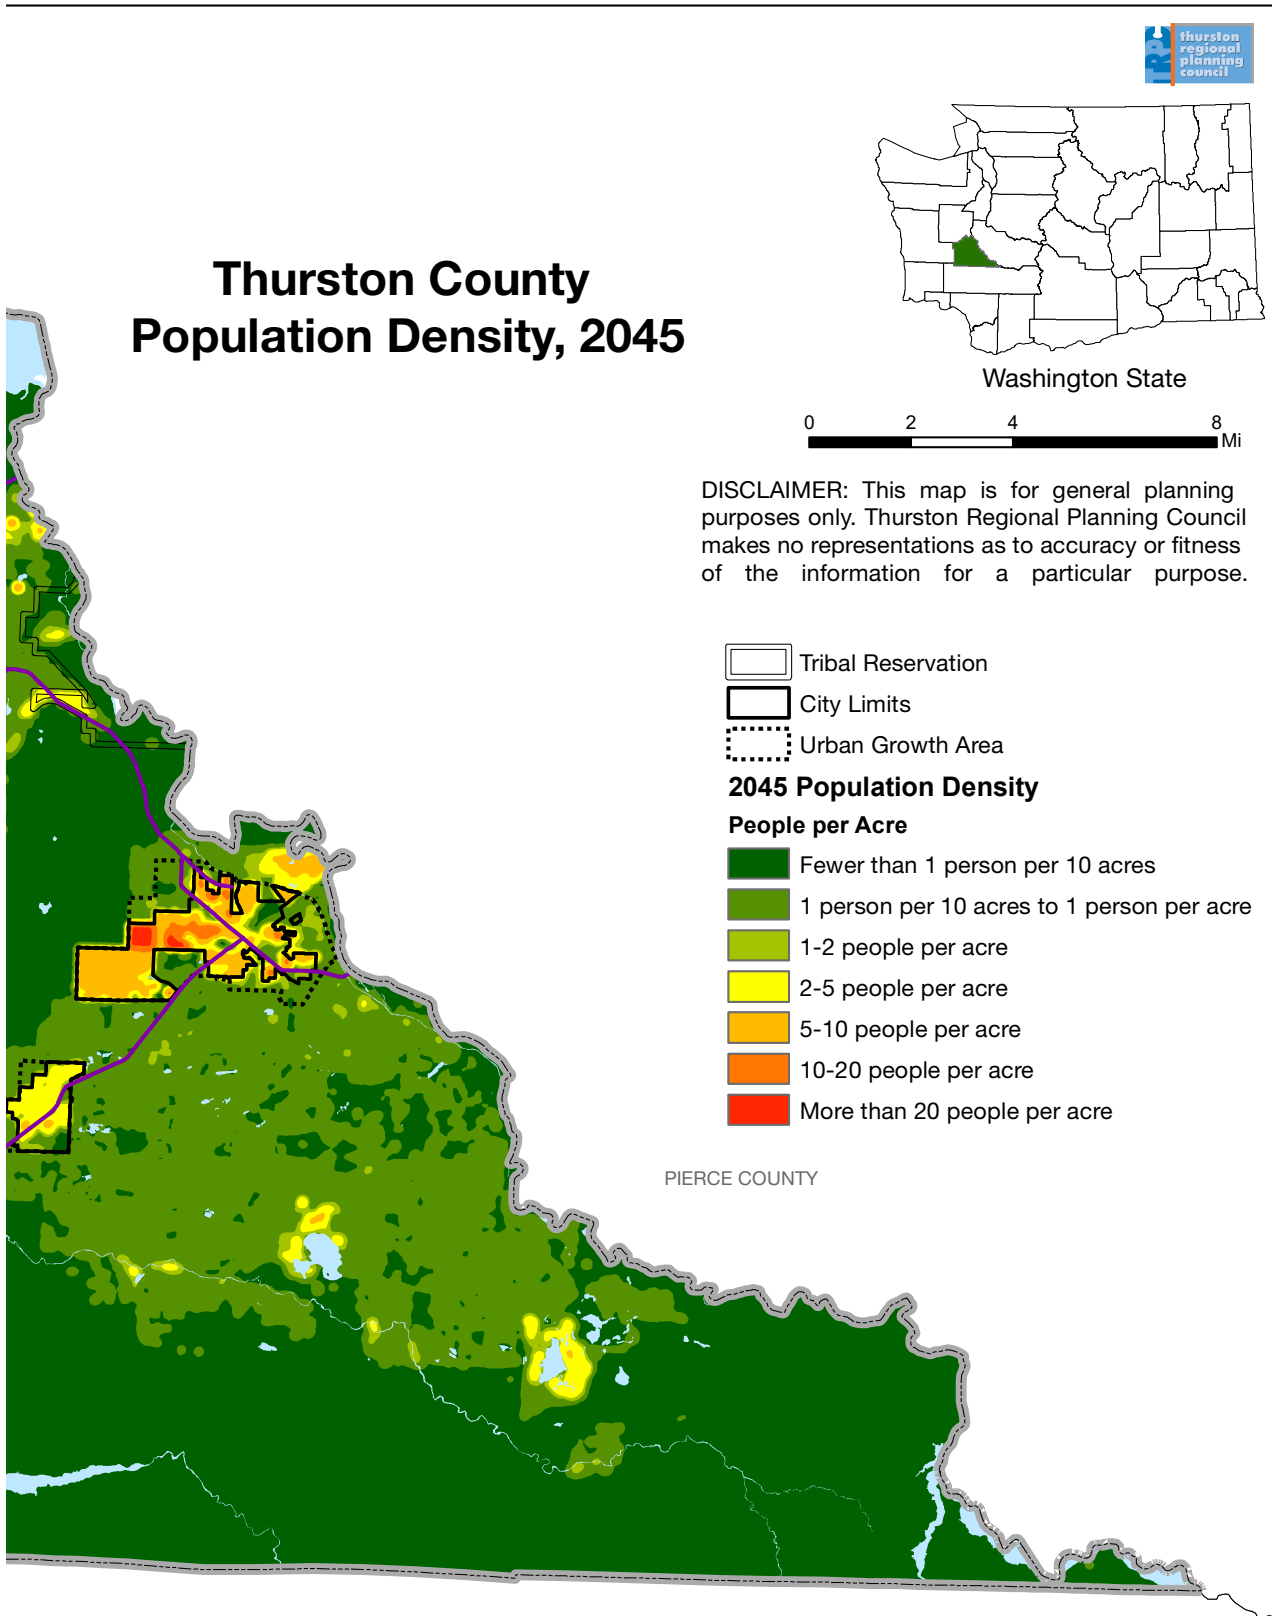 TRPC
thurston
regional
planning
council
Thurston County
Population Density, 2045
Washington State
0 2 4 8
Mi
DISCLAIMER: This map is for general planning
purposes only. Thurston Regional Planning Council
makes no representations as to accuracy or fitness
of the information for a particular purpose.
Tribal Reservation
City Limits
Urban Growth Area
2045 Population Density
People per Acre
Fewer than 1 person per 10 acres
1 person per 10 acres to 1 person per acre
1-2 people per acre
2-5 people per acre
5-10 people per acre
10-20 people per acre
More than 20 people per acre
PIERCE COUNTY